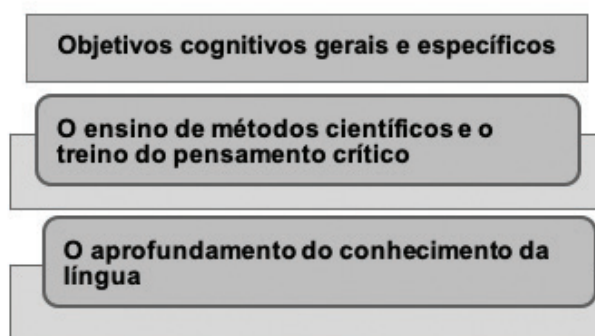 Objetivos cognitivos gerais e específicos
O ensino de métodos científicos e o
treino do pensamento crítico
O aprofundamento do conhecimento da
língua